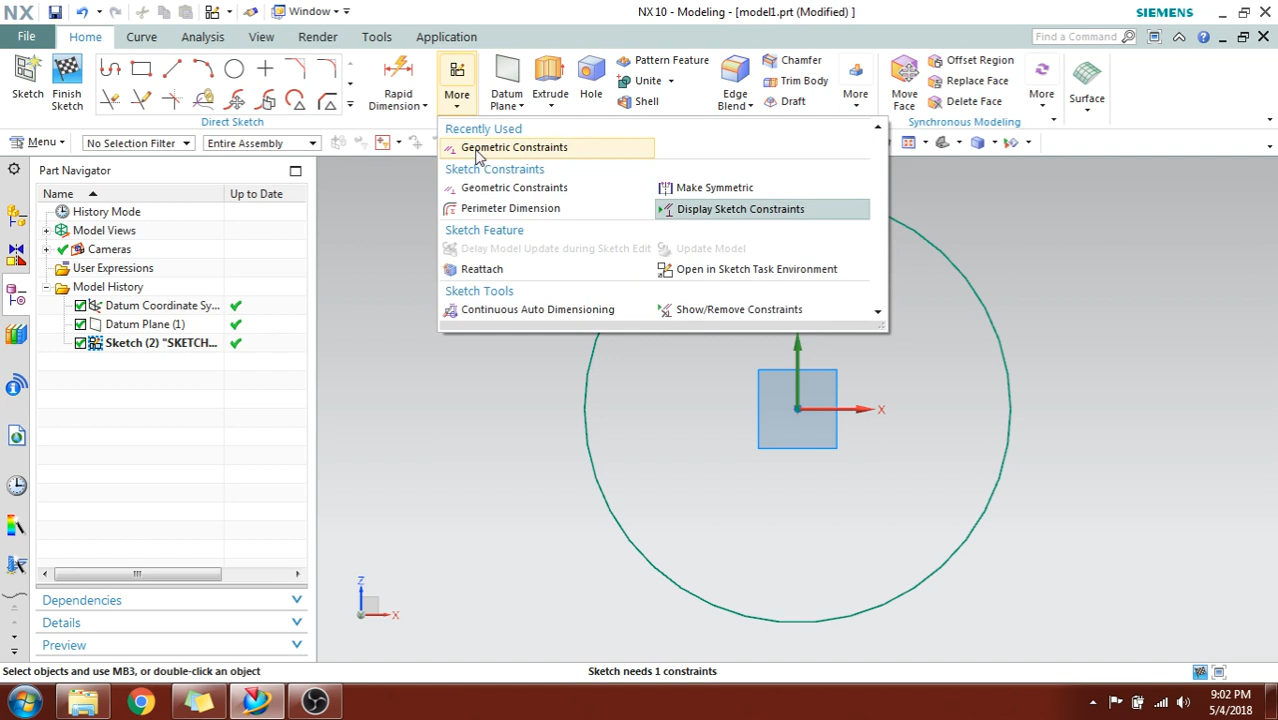 NX
Window
NX 10 - Modeling - [model1.prt (Modified) ]
SIEMENS
File
Home
Curve
Analysis
View
Render
Tools
Application
Find a Command
Sketch
Finish Sketch
Rapid Dimension
More
Datum Plane
Extrude
Hole
Pattern Feature
Unite
Shell
Edge Blend
Chamfer
Trim Body
Draft
More
Move Face
Offset Region
Replace Face
Delete Face
More
Surface
Direct Sketch
Synchronous Modeling
Menu
No Selection Filter
Entire Assembly
Recently Used
Geometric Constraints
Sketch Constraints
Geometric Constraints
Make Symmetric
Perimeter Dimension
Display Sketch Constraints
Sketch Feature
Delay Model Update during Sketch Edit
Update Model
Reattach
Open in Sketch Task Environment
Sketch Tools
Continuous Auto Dimensioning
Show/Remove Constraints
Part Navigator
Name
Up to Date
History Mode
Model Views
Cameras
User Expressions
Model History
Datum Coordinate Sy...
Datum Plane (1)
Sketch (2) "SKETCH...
Dependencies
Details
Preview
X
Z
X
Select objects and use MB3, or double-click an object
Sketch needs 1 constraints
9:02 PM
5/4/2018